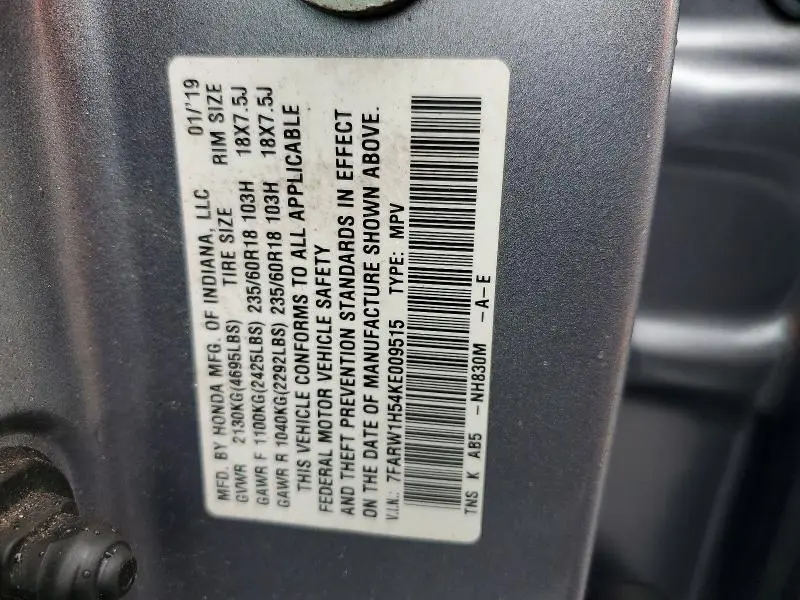 MFD. BY HONDA MFG. OF INDIANA, LLC 01/'19
GVWR 2130KG(4695LBS) TIRE SIZE RIM SIZE
GAWR F 1100KG(2425LBS) 235/60R18 103H 18X7.5J
GAWR R 1040KG(2292LBS) 235/60R18 103H 18X7.5J
THIS VEHICLE CONFORMS TO ALL APPLICABLE
FEDERAL MOTOR VEHICLE SAFETY
AND THEFT PREVENTION STANDARDS IN EFFECT
ON THE DATE OF MANUFACTURE SHOWN ABOVE.
V.I.N.: 7FARW1H54KE009515 TYPE: MPV
TNS K AB5 -NH830M -A-E